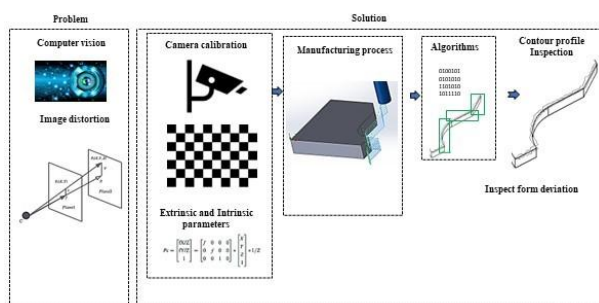 Problem
Solution
Computer vision
Image distortion
Camera calibration
Extrinsic and Intrinsic
parameters
Manufacturing process
Algorithms
0100101
0101010
1101010
1011110
Contour profile
Inspection
Inspect form deviation